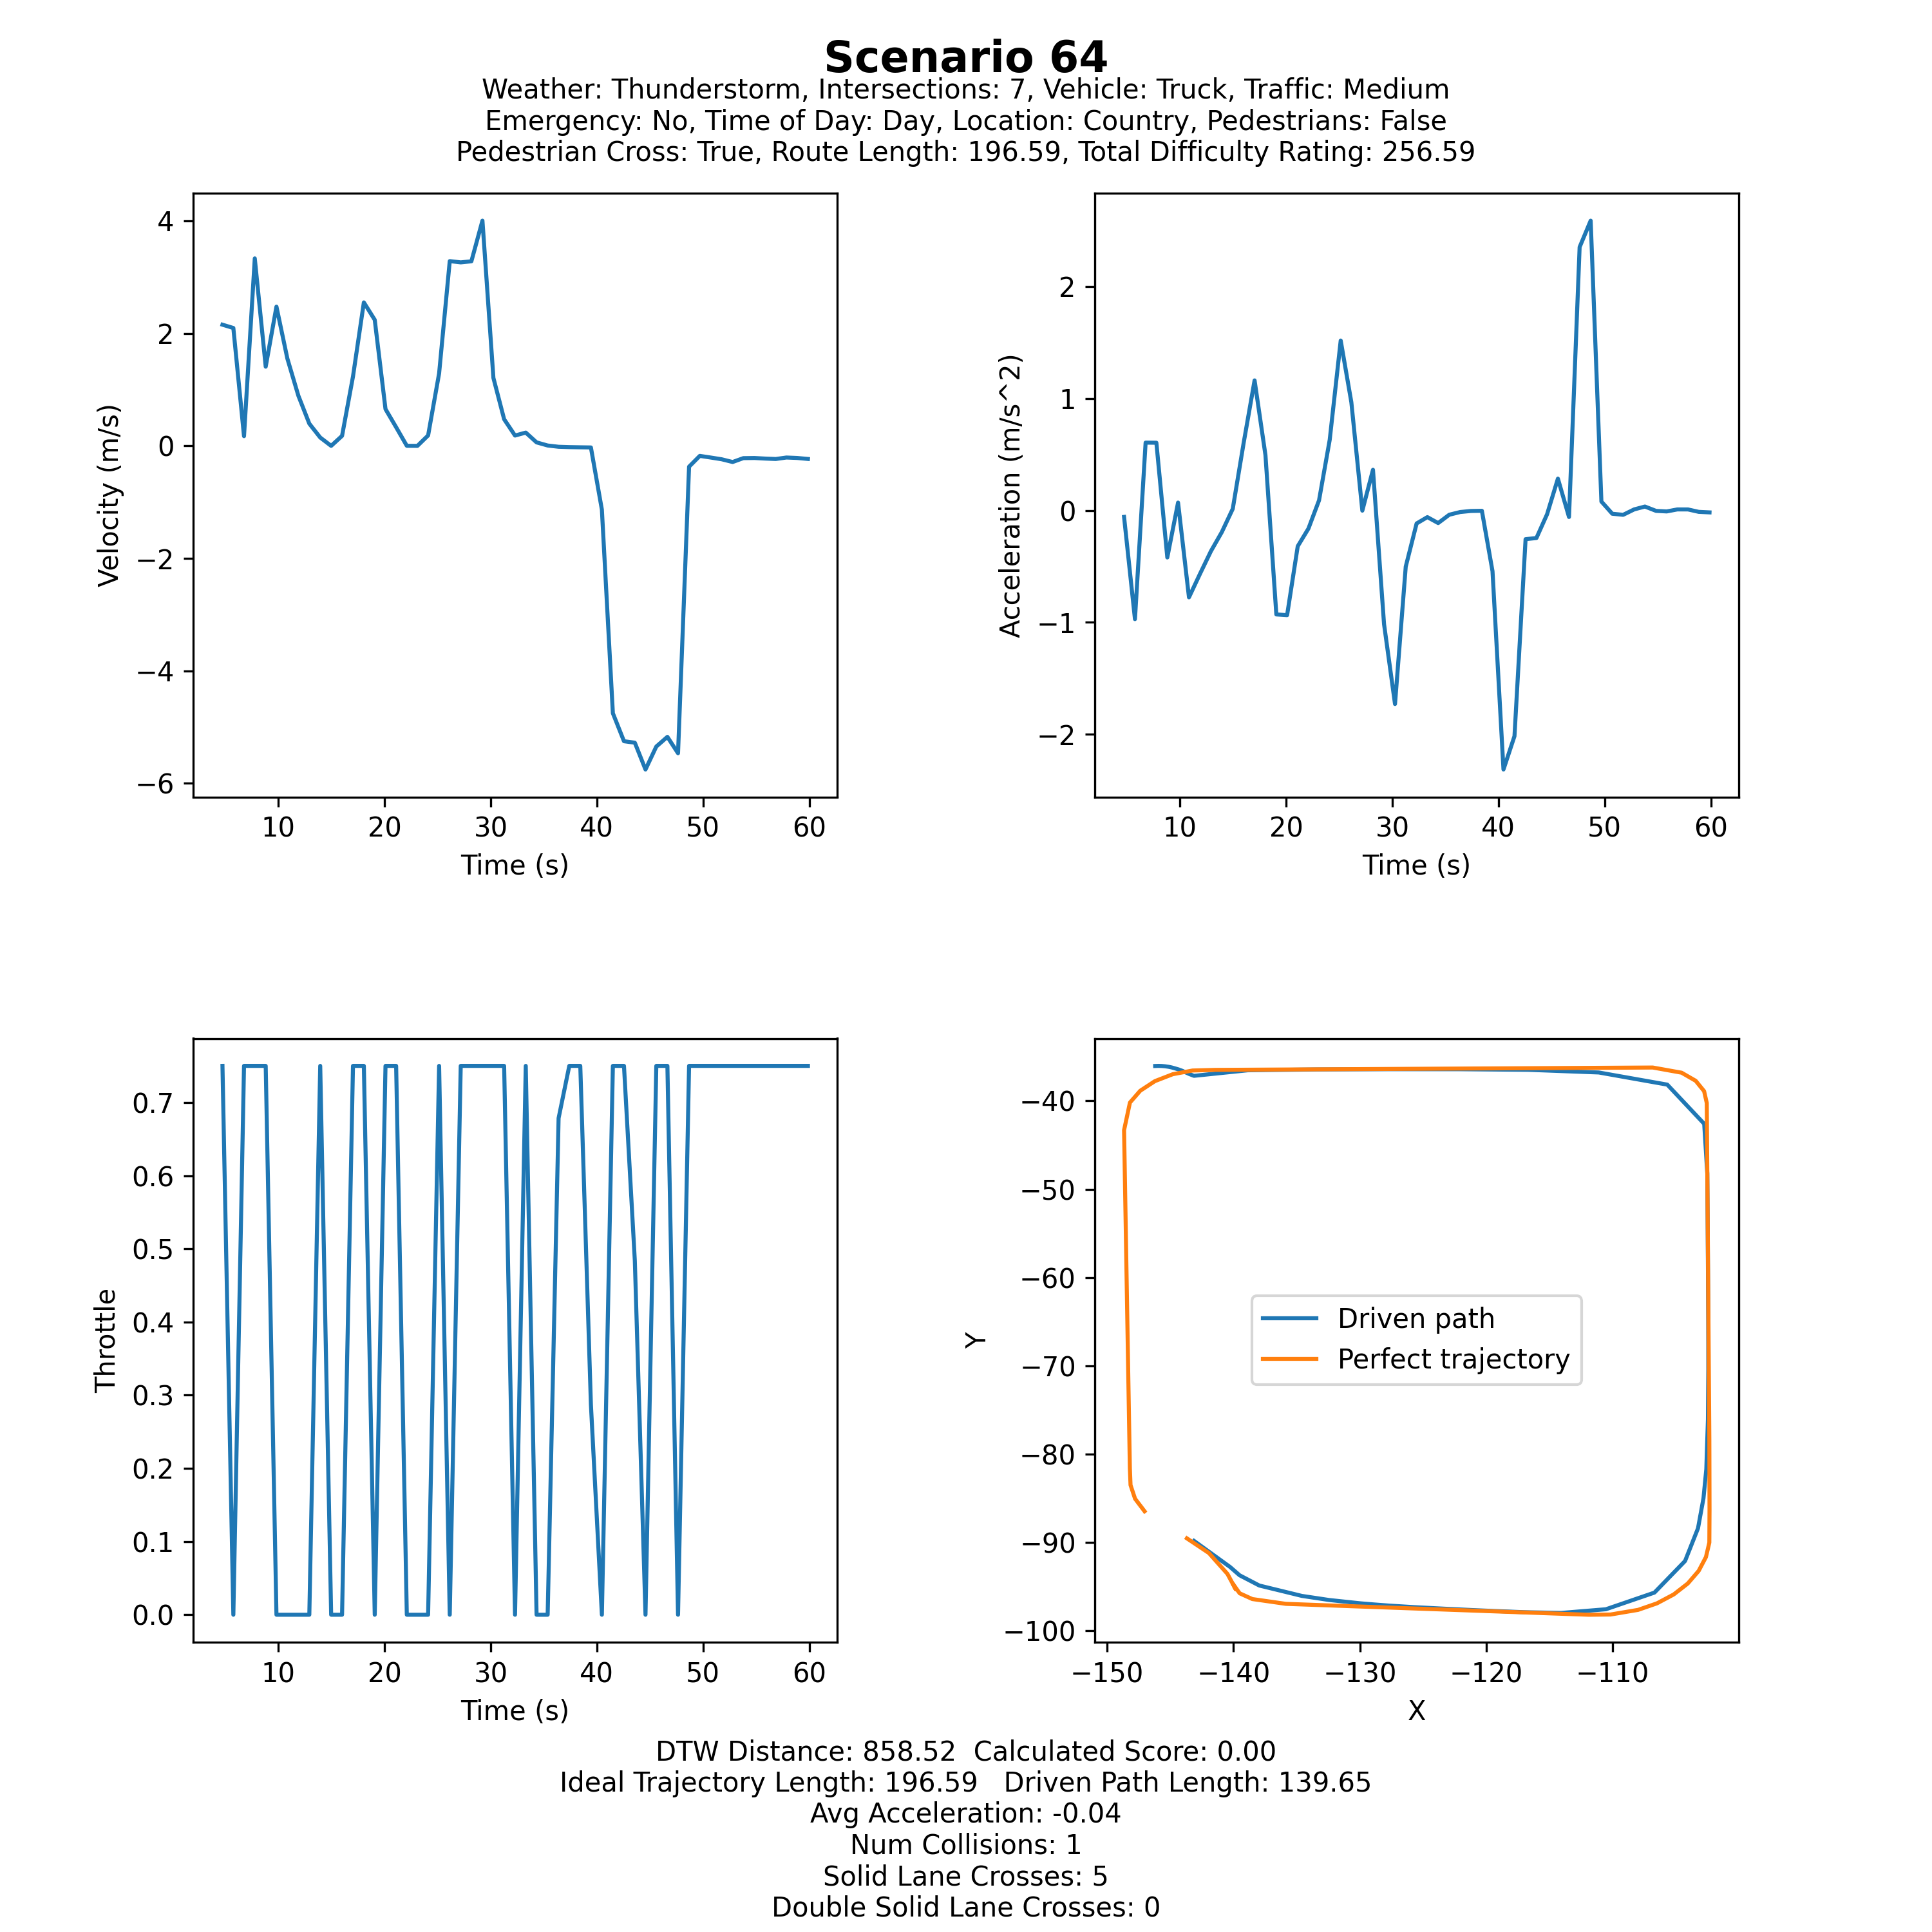 Scenario 64
Weather: Thunderstorm, Intersections: 7, Vehicle: Truck, Traffic: Medium
Emergency: No, Time of Day: Day, Location: Country, Pedestrians: False
Pedestrian Cross: True, Route Length: 196.59, Total Difficulty Rating: 256.59
4
2
0
−2
−4
−6
Velocity (m/s)
10 20 30 40 50 60
Time (s)
2
1
0
−1
−2
Acceleration (m/s^2)
10 20 30 40 50 60
Time (s)
0.7
0.6
0.5
0.4
0.3
0.2
0.1
0.0
Throttle
10 20 30 40 50 60
Time (s)
−40
−50
−60
−70
−80
−90
−100
Y
Driven path
Perfect trajectory
−150 −140 −130 −120 −110
X
DTW Distance: 858.52 Calculated Score: 0.00
Ideal Trajectory Length: 196.59 Driven Path Length: 139.65
Avg Acceleration: -0.04
Num Collisions: 1
Solid Lane Crosses: 5
Double Solid Lane Crosses: 0